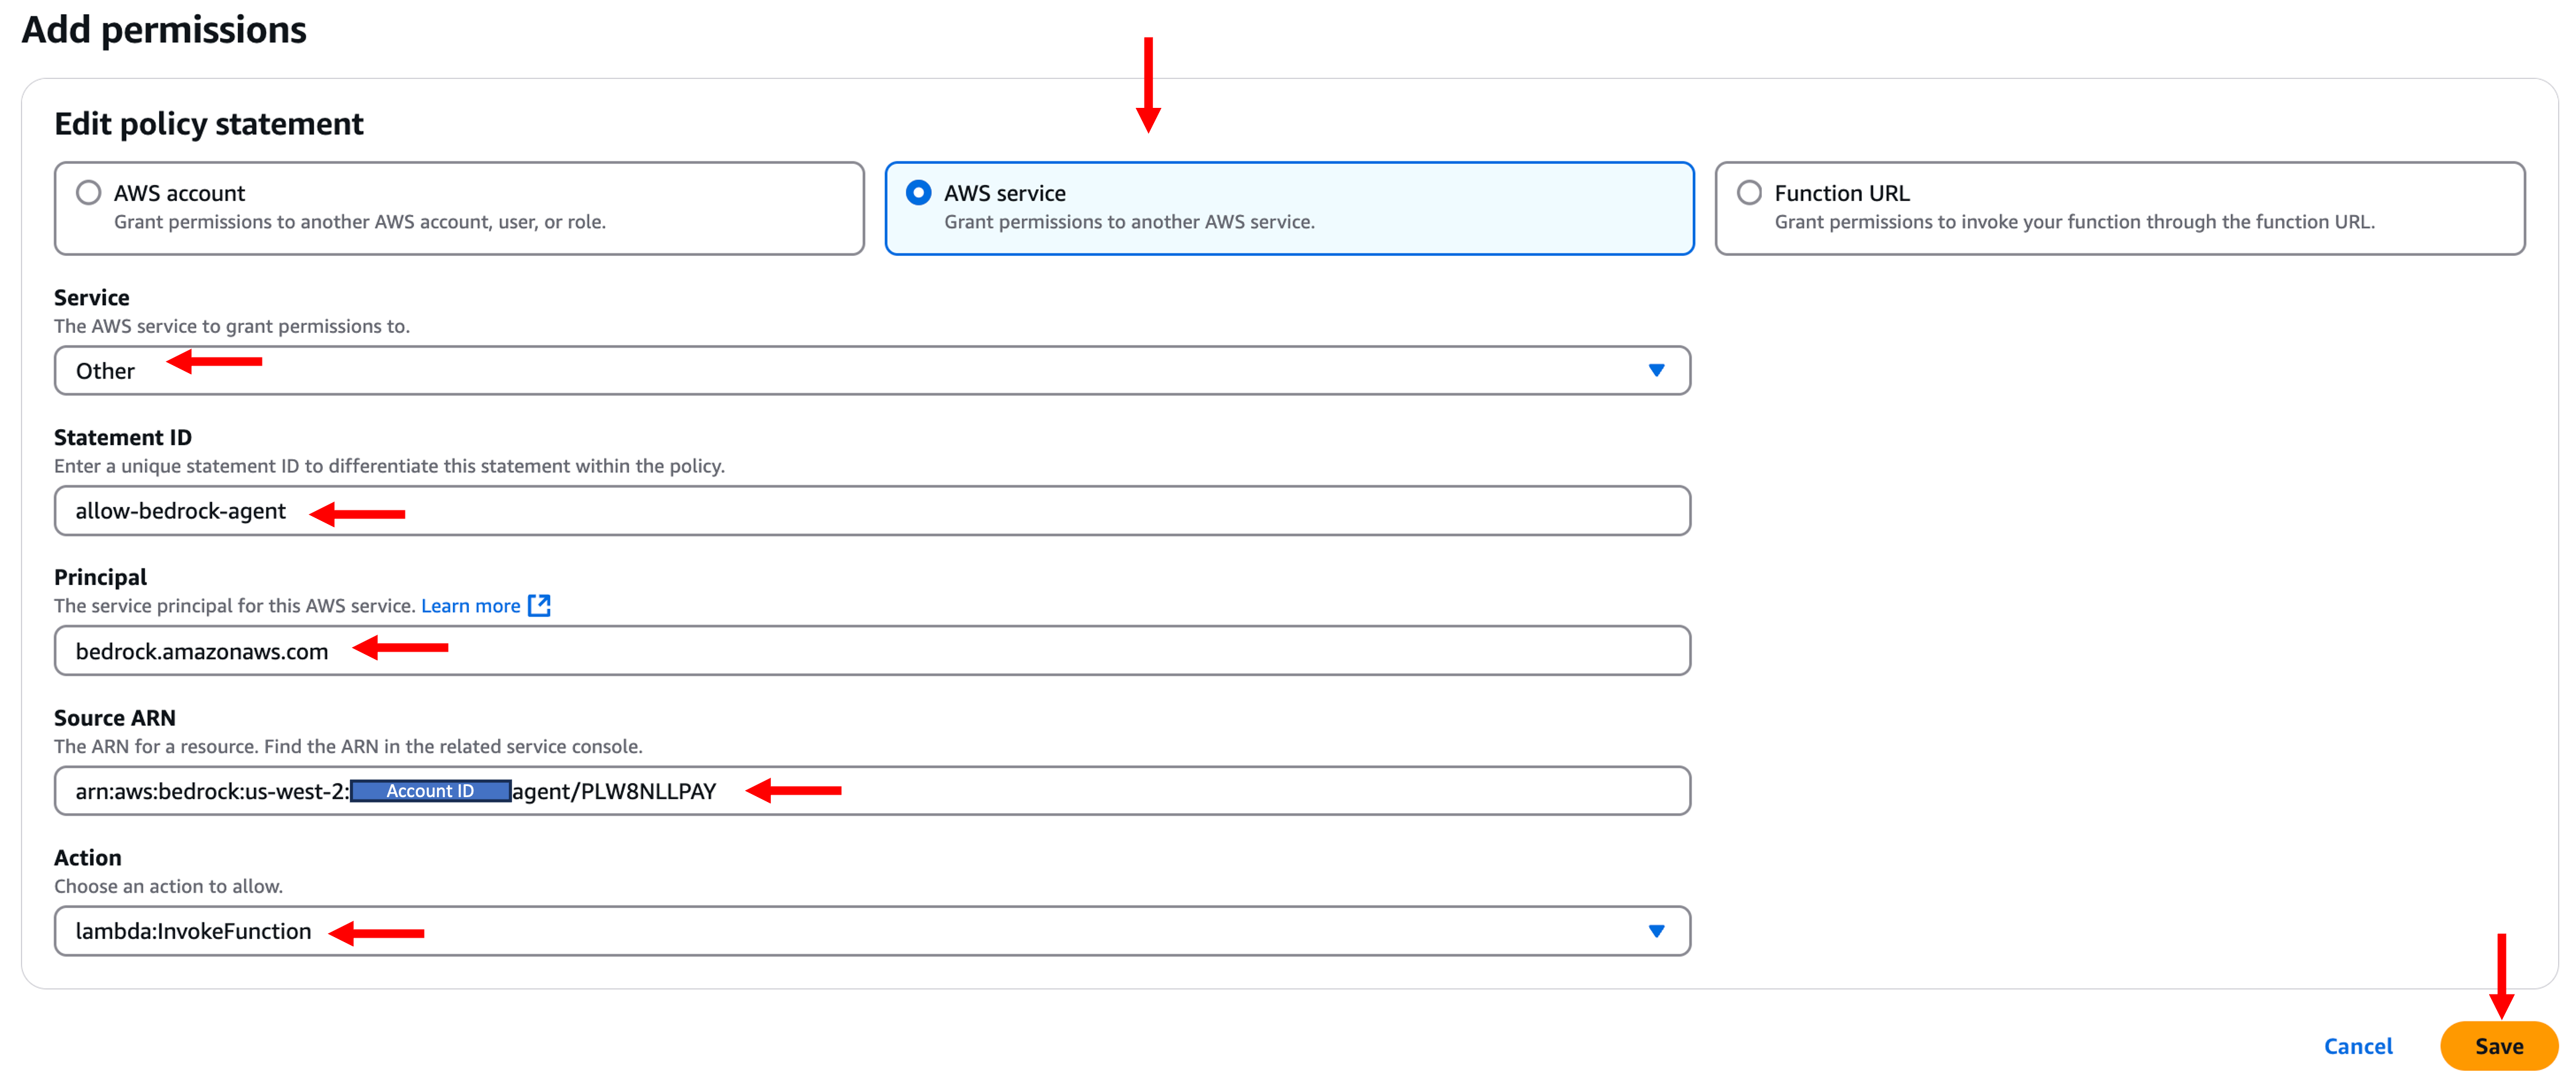 Add permissions
Edit policy statement
AWS account
Grant permissions to another AWS account, user, or role.
AWS service
Grant permissions to another AWS service.
Function URL
Grant permissions to invoke your function through the function URL.
Service
The AWS service to grant permissions to.
Other
Statement ID
Enter a unique statement ID to differentiate this statement within the policy.
allow-bedrock-agent
Principal
The service principal for this AWS service. Learn more
bedrock.amazonaws.com
Source ARN
The ARN for a resource. Find the ARN in the related service console.
arn:aws:bedrock:us-west-2: Account ID agent/PLW8NLLPAY
Action
Choose an action to allow.
lambda:InvokeFunction
Cancel
Save